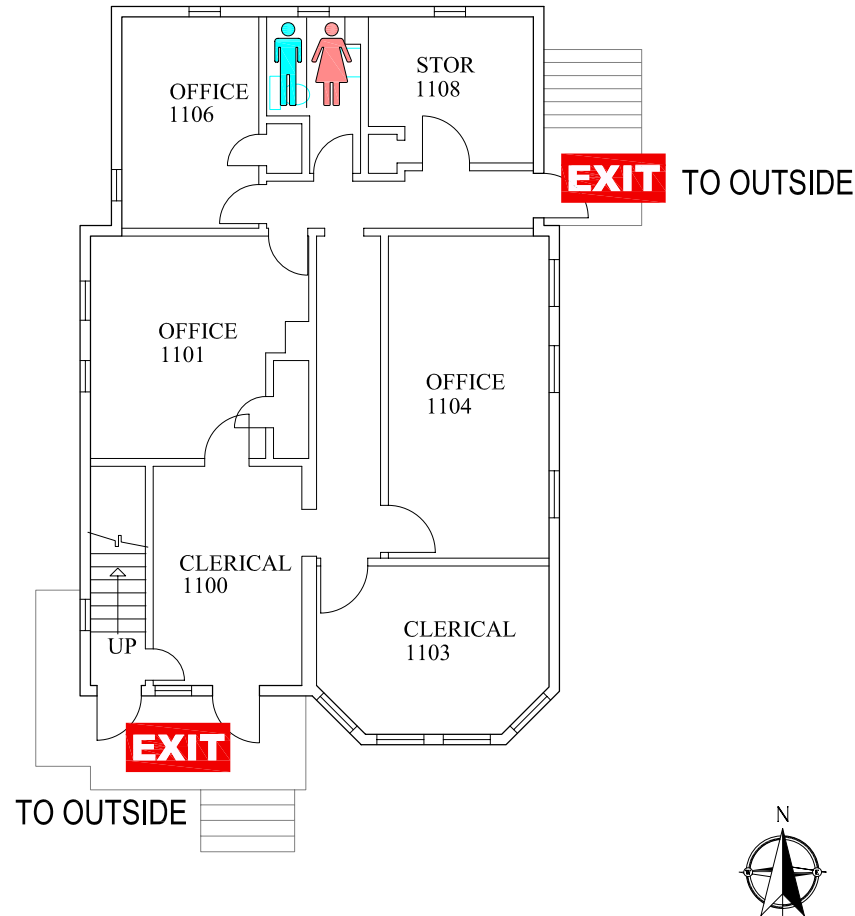 OFFICE
1106
STOR
1108
EXIT TO OUTSIDE
OFFICE
1101
OFFICE
1104
CLERICAL
1100
CLERICAL
1103
UP
EXIT
TO OUTSIDE
N
W
E